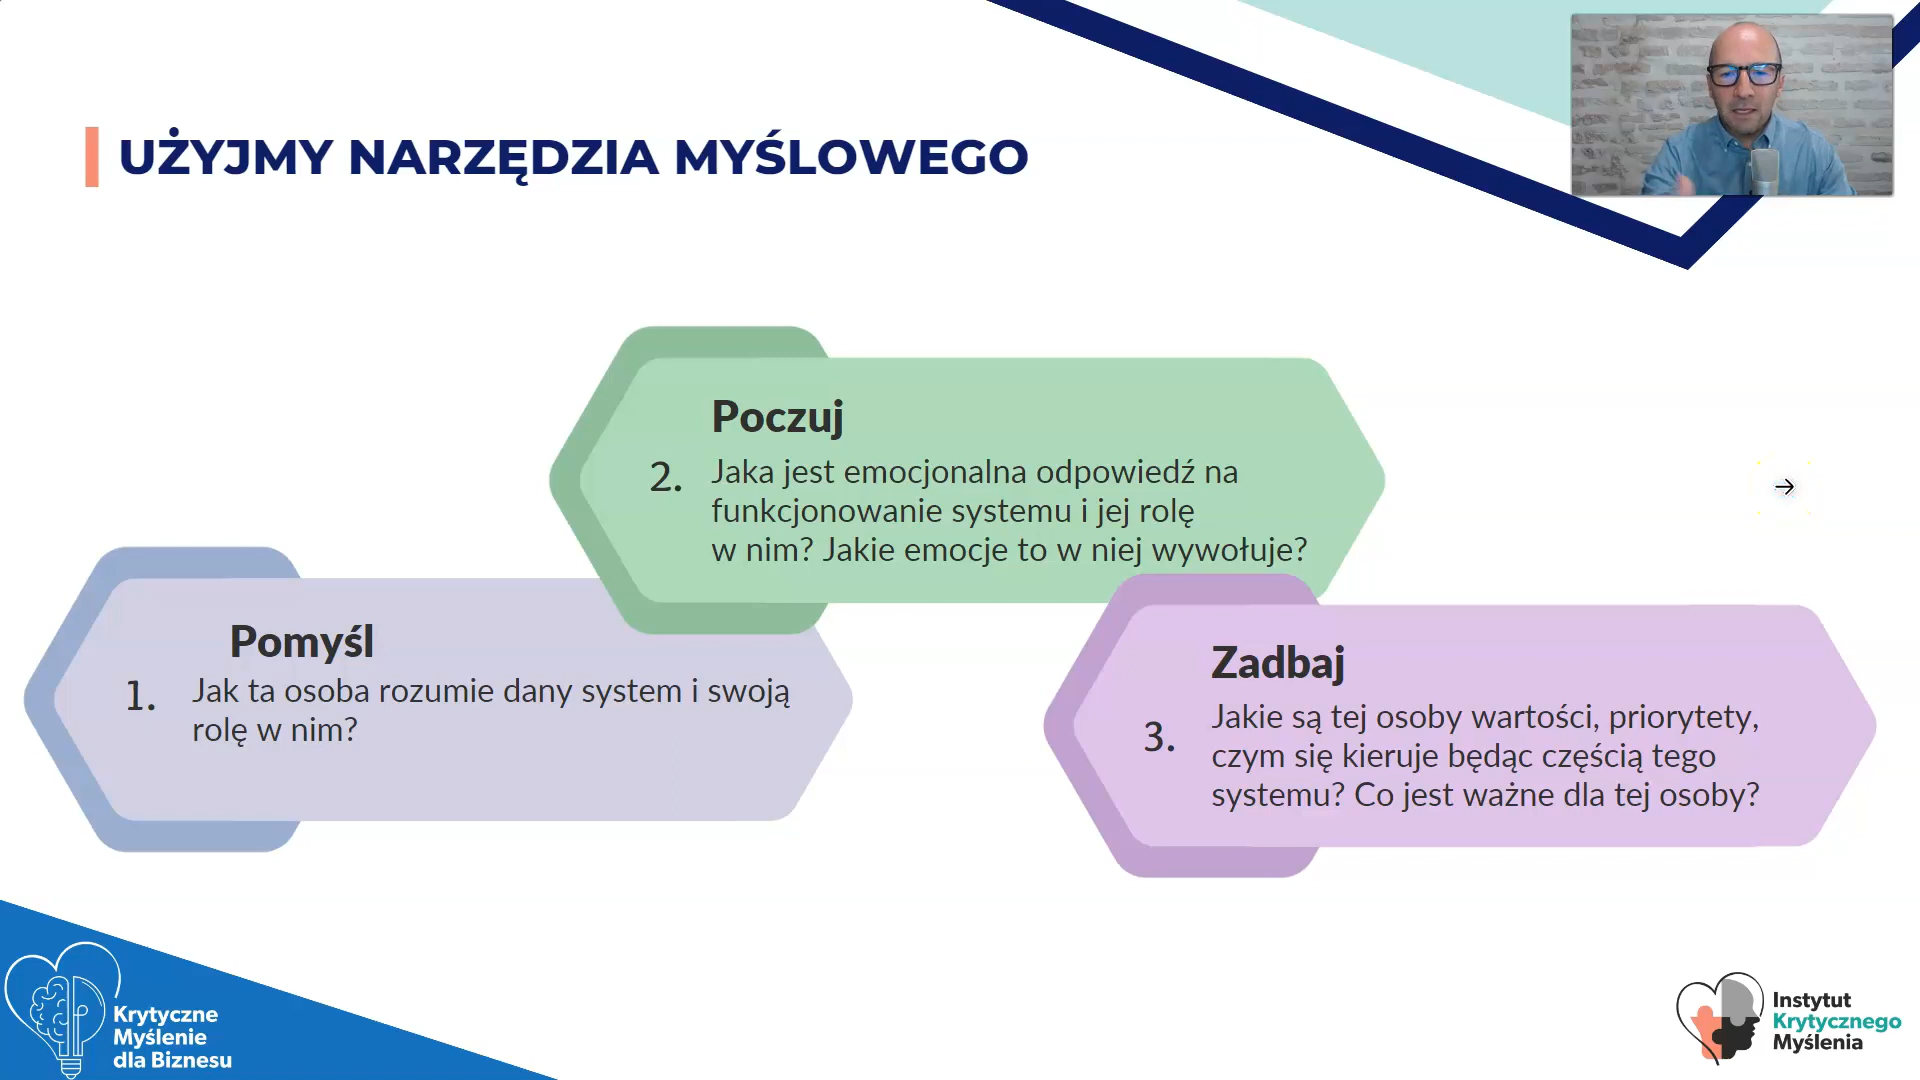 UŻYJMY NARZĘDZIA MYŚLOWEGO
Pomyśl
1.
Jak ta osoba rozumie dany system i swoją
rolę w nim?
Poczuj
2.
Jaka jest emocjonalna odpowiedź na
funkcjonowanie systemu i jej rolę
w nim? Jakie emocje to w niej wywołuje?
Zadbaj
3.
Jakie są tej osoby wartości, priorytety,
czym się kieruje będąc częścią tego
systemu? Co jest ważne dla tej osoby?
Krytyczne
Myślenie
dla Biznesu
Instytut
Krytycznego
Myślenia